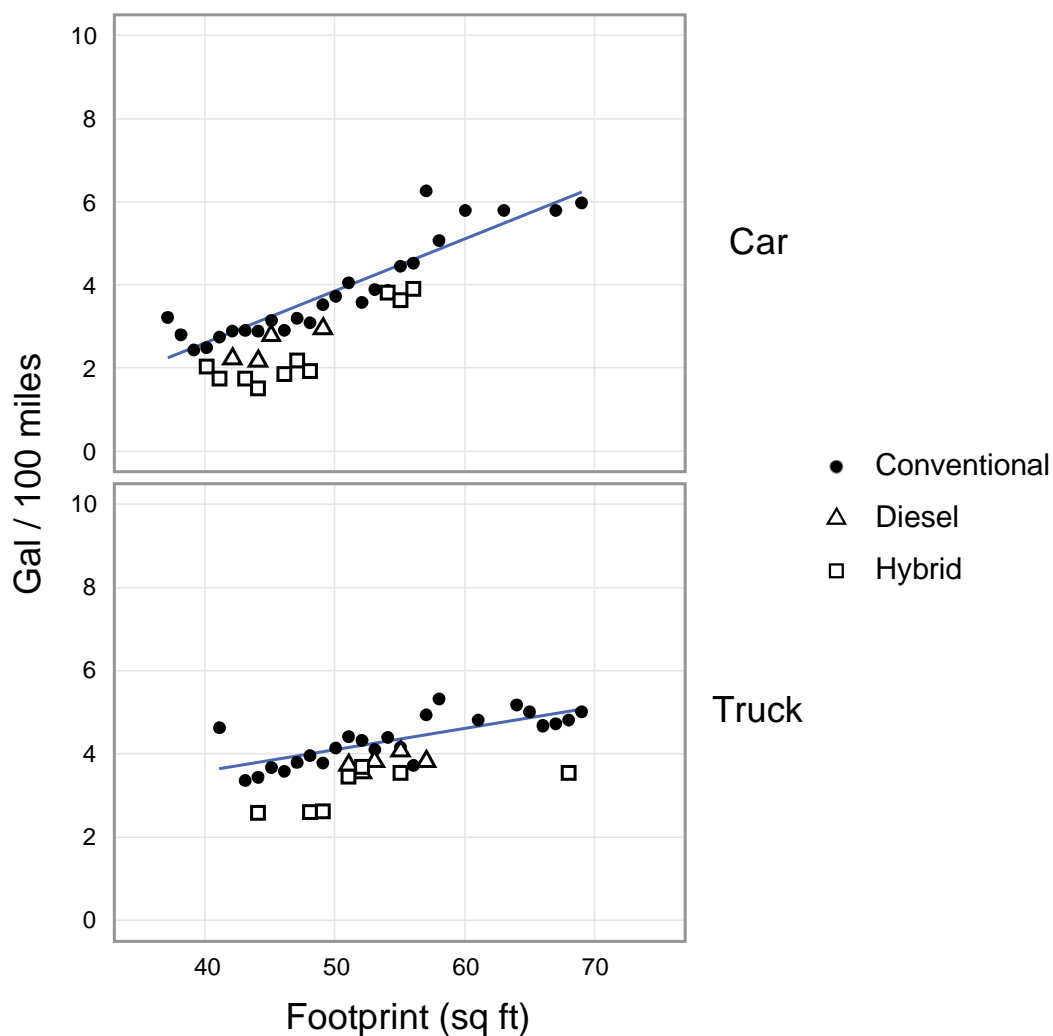 10
8
6
4
2
0
Car
Gal / 100 miles
Conventional
Diesel
Hybrid
10
8
6
4
2
0
Truck
40 50 60 70
Footprint (sq ft)